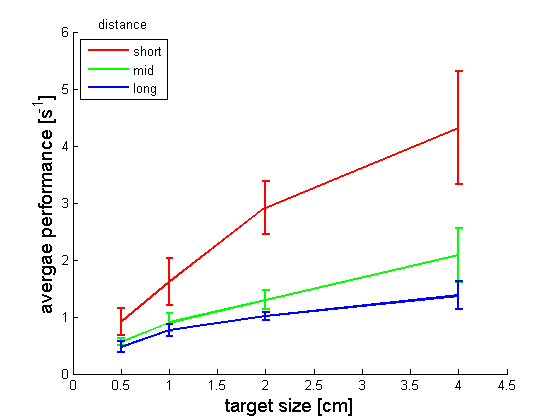 distance
short
mid
long
6
5
4
3
2
1
0
0 0.5 1 1.5 2 2.5 3 3.5 4 4.5
avergae performance [s⁻¹]
target size [cm]